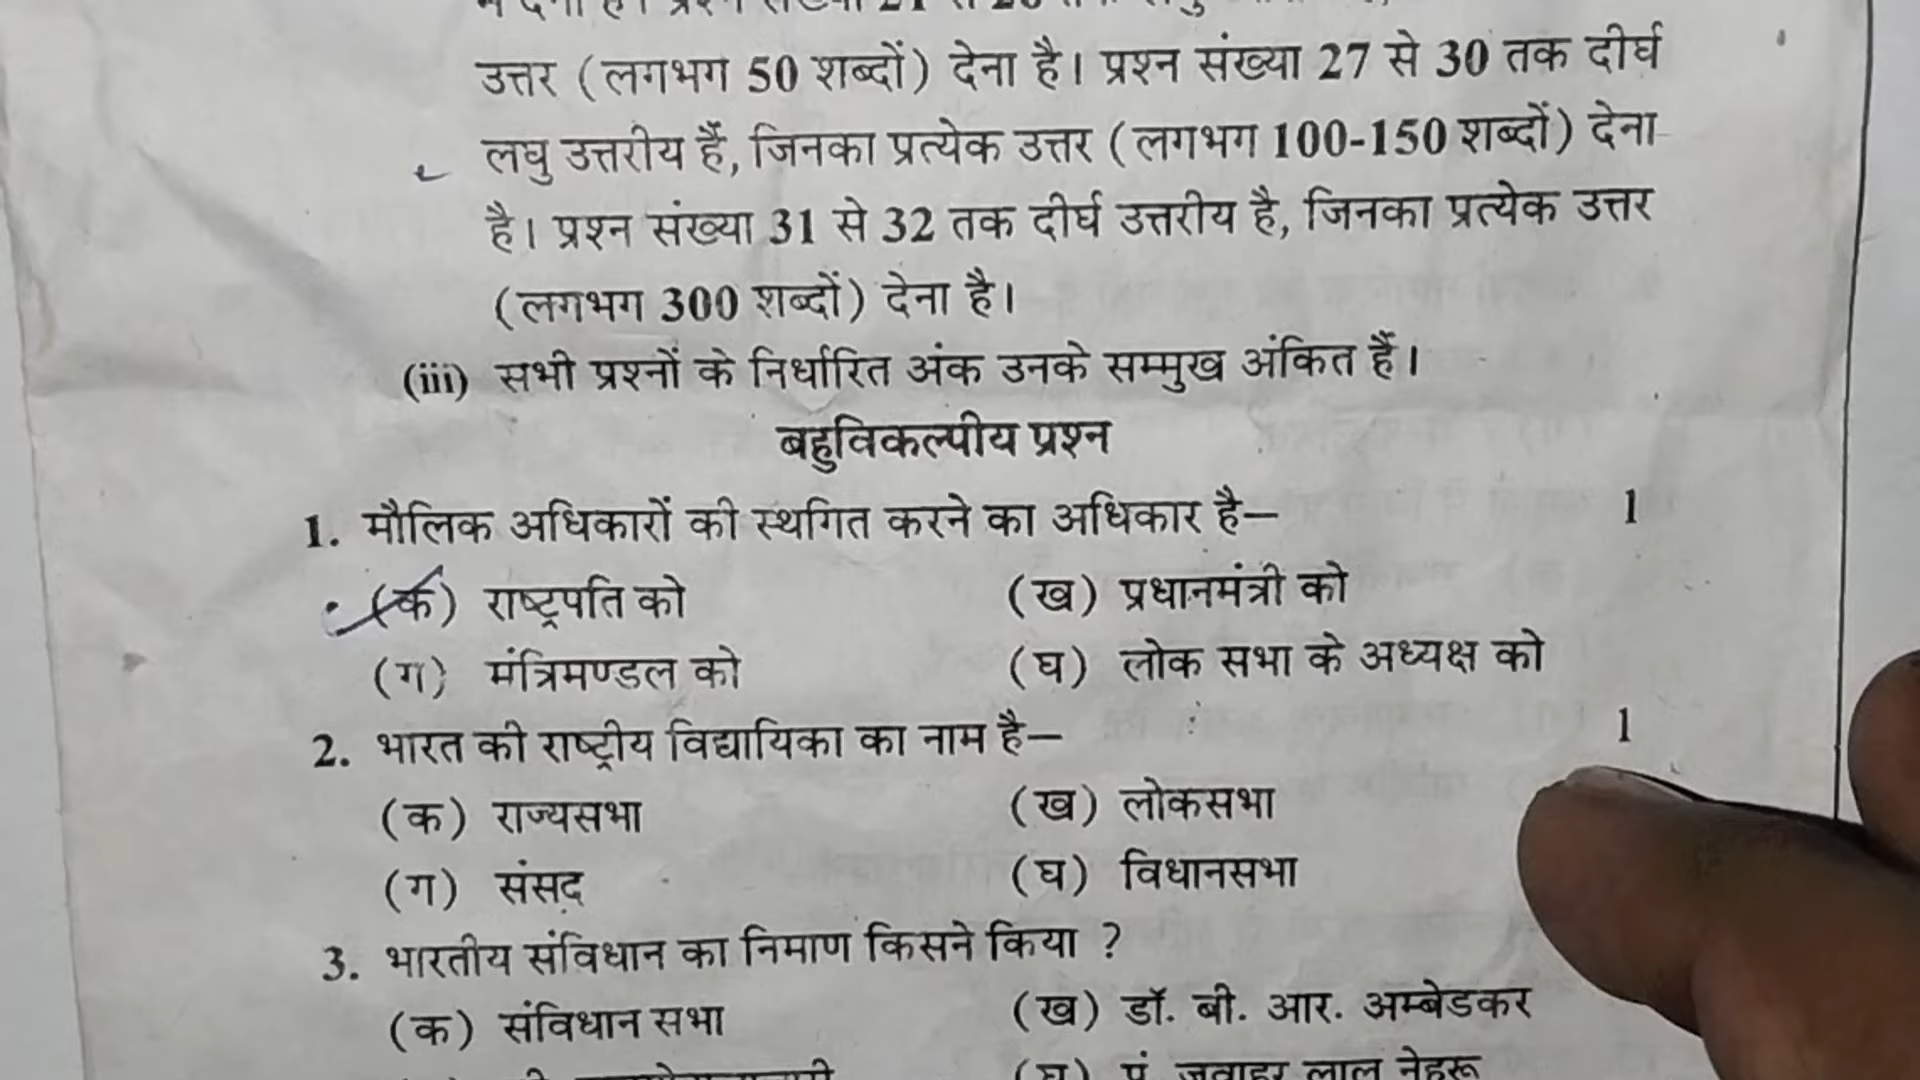 उत्तर (लगभग 50 शब्दों) देना है। प्रश्न संख्या 27 से 30 तक दीर्घ
लघु उत्तरीय हैं, जिनका प्रत्येक उत्तर (लगभग 100-150 शब्दों) देना
है। प्रश्न संख्या 31 से 32 तक दीर्घ उत्तरीय है, जिनका प्रत्येक उत्तर
(लगभग 300 शब्दों) देना है।
(iii) सभी प्रश्नों के निर्धारित अंक उनके सम्मुख अंकित हैं।
बहुविकल्पीय प्रश्न
1. मौलिक अधिकारों की स्थगित करने का अधिकार है— 1
(क) राष्ट्रपति को (ख) प्रधानमंत्री को
(ग) मंत्रिमण्डल को (घ) लोक सभा के अध्यक्ष को
2. भारत की राष्ट्रीय विद्यायिका का नाम है— 1
(क) राज्यसभा (ख) लोकसभा
(ग) संसद (घ) विधानसभा
3. भारतीय संविधान का निमाण किसने किया ?
(क) संविधान सभा (ख) डॉ. बी. आर. अम्बेडकर
(घ) पं. जवाहर लाल नेहरू